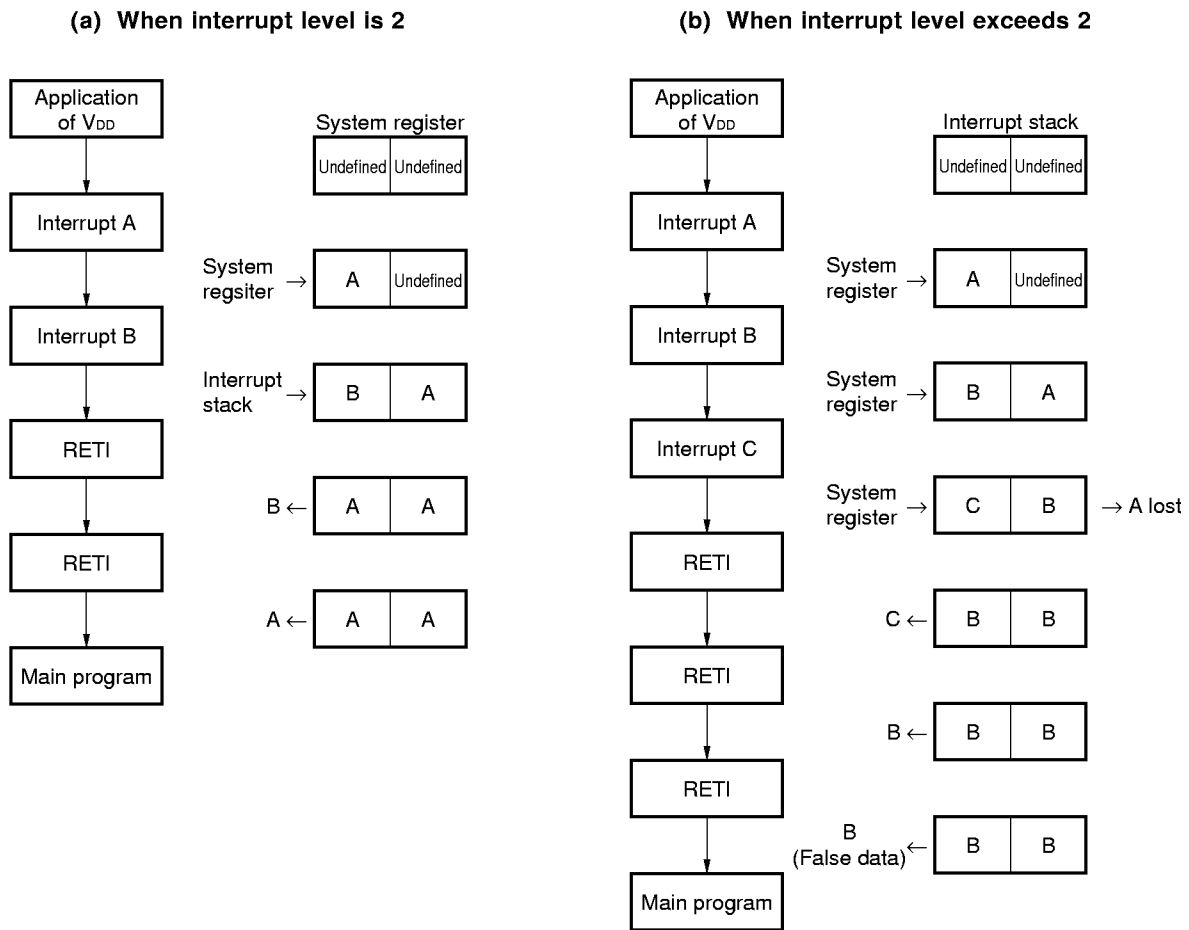 (a) When interrupt level is 2
Application
of VDD
System register
Undefined Undefined
Interrupt A
System
regsiter → A Undefined
Interrupt B
Interrupt
stack → B A
RETI
B ← A A
RETI
A ← A A
Main program
(b) When interrupt level exceeds 2
Application
of VDD
Interrupt stack
Undefined Undefined
Interrupt A
System
register → A Undefined
Interrupt B
System
register → B A
Interrupt C
System
register → C B → A lost
RETI
C ← B B
RETI
B ← B B
RETI
B
(False data) ← B B
Main program